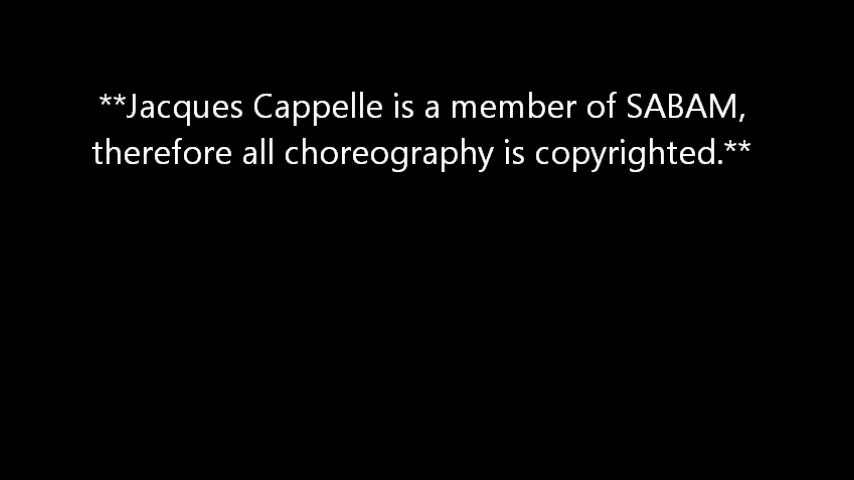 **Jacques Cappelle is a member of SABAM,
therefore all choreography is copyrighted.**